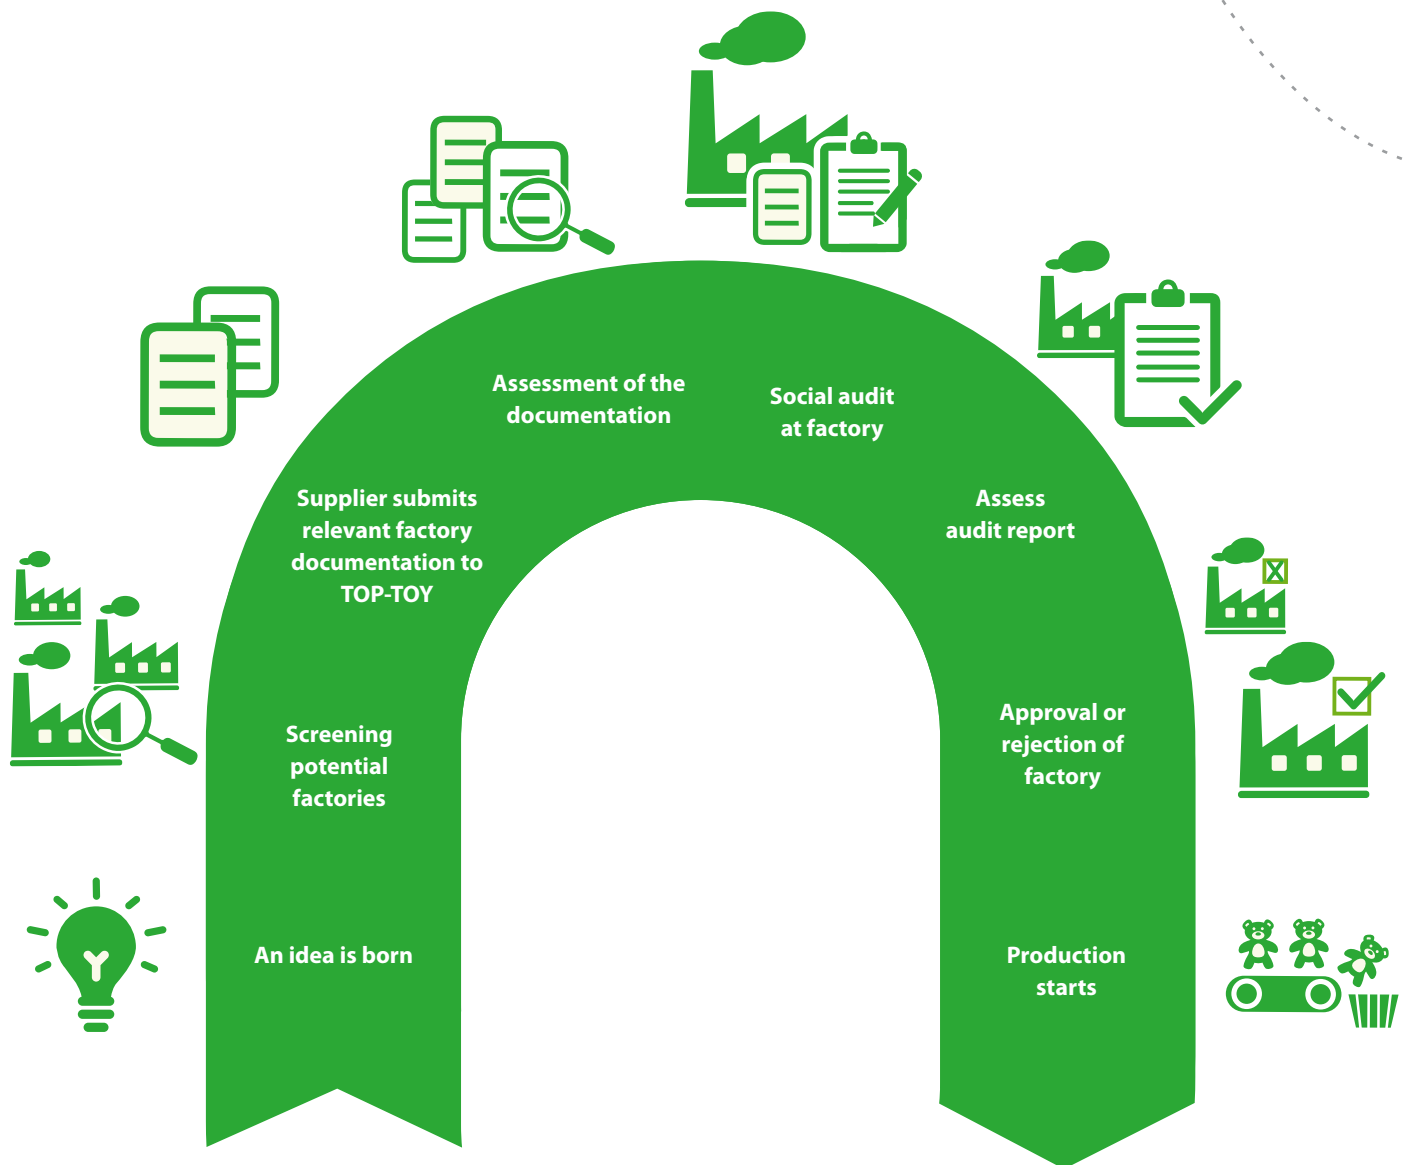 An idea is born
Screening
potential
factories
Supplier submits
relevant factory
documentation to
TOP-TOY
Assessment of the
documentation
Social audit
at factory
Assess
audit report
Approval or
rejection of
factory
Production
starts